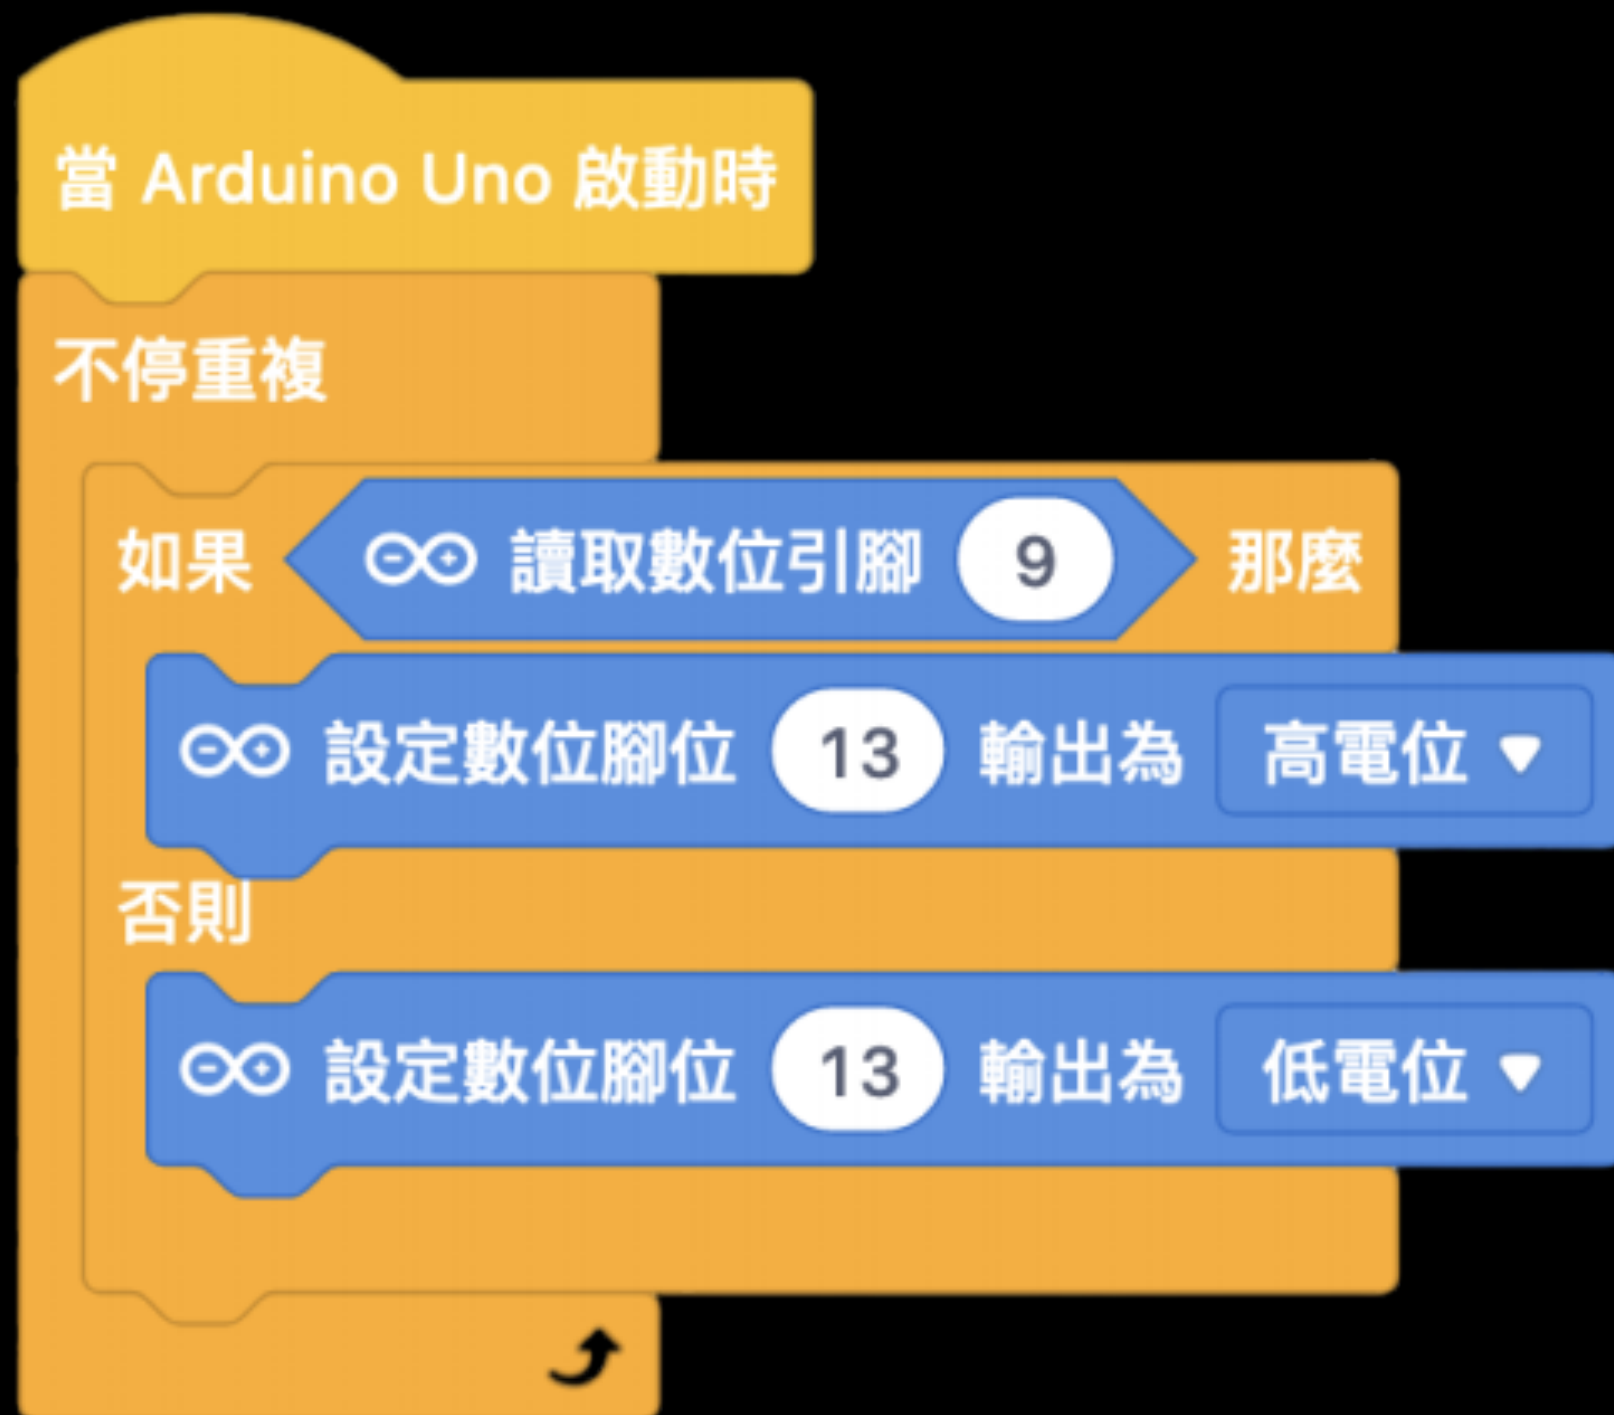 當 Arduino Uno 啟動時
不停重複
如果 讀取數位引腳 9 那麼
設定數位腳位 13 輸出為 高電位
否則
設定數位腳位 13 輸出為 低電位